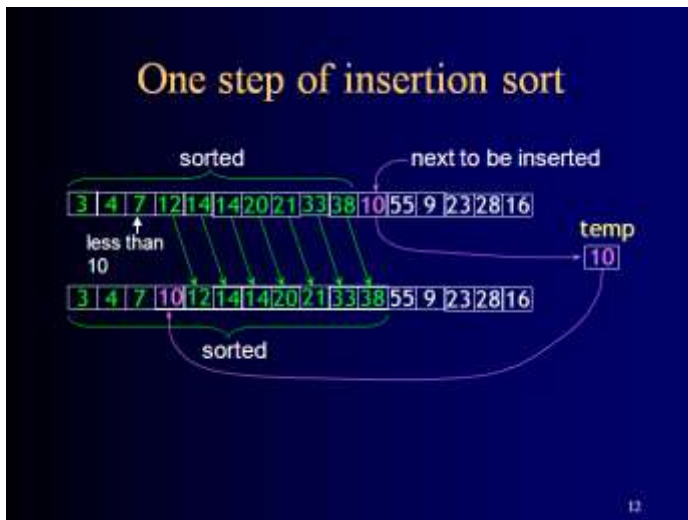 One step of insertion sort
sorted
next to be inserted
3 4 7 12 14 14 20 21 33 38 10 55 9 23 28 16
less than
10
temp
10
3 4 7 10 12 14 14 20 21 33 38 55 9 23 28 16
sorted
12